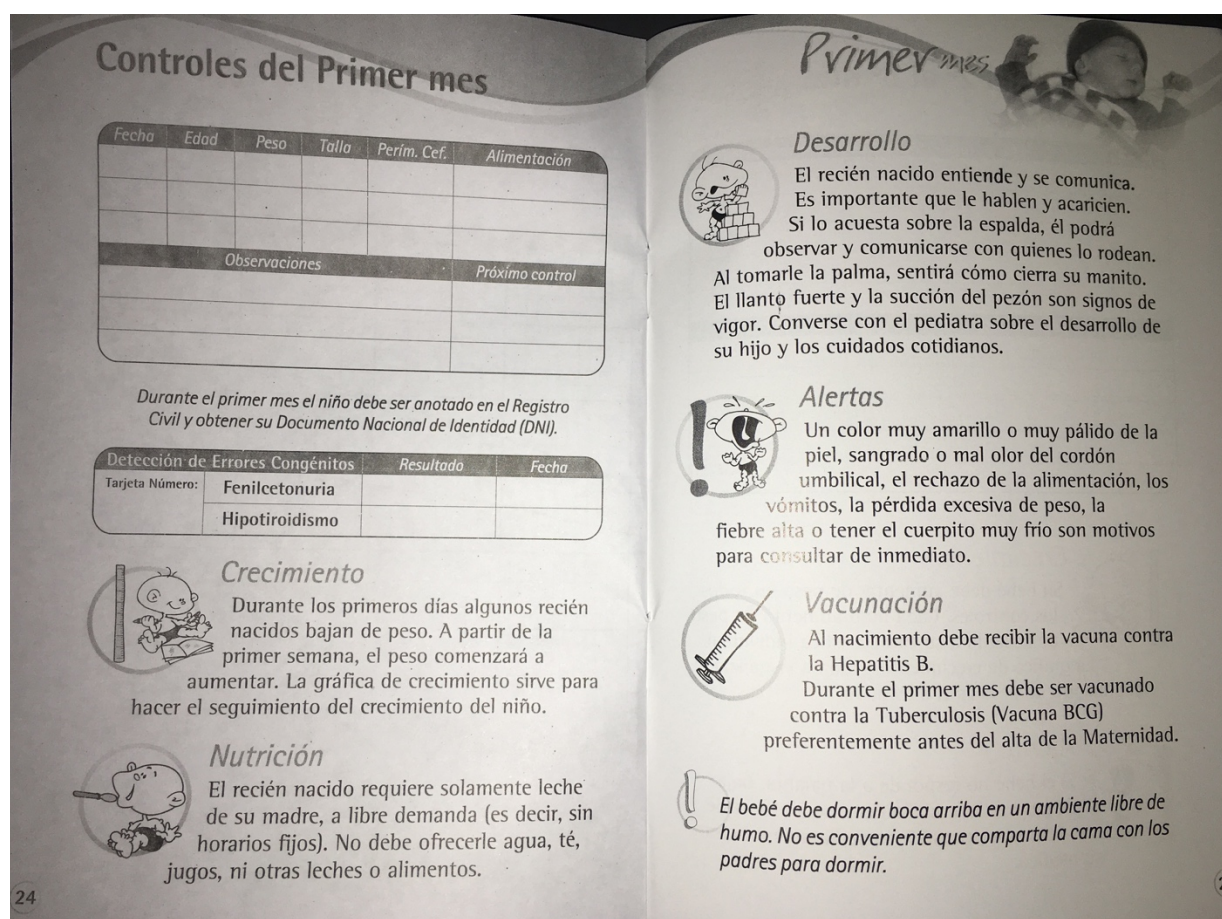 Controles del Primer mes
Fecha Edad Peso Talla Perím. Cef. Alimentación
Observaciones Próximo control
Durante el primer mes el niño debe ser anotado en el Registro
Civil y obtener su Documento Nacional de Identidad (DNI).
Detección de Errores Congénitos Resultado Fecha
Tarjeta Número: Fenilcetonuria
Hipotiroidismo
Crecimiento
Durante los primeros días algunos recién
nacidos bajan de peso. A partir de la
primer semana, el peso comenzará a
aumentar. La gráfica de crecimiento sirve para
hacer el seguimiento del crecimiento del niño.
Nutrición
El recién nacido requiere solamente leche
de su madre, a libre demanda (es decir, sin
horarios fijos). No debe ofrecerle agua, té,
jugos, ni otras leches o alimentos.
24
Primer mes
Desarrollo
El recién nacido entiende y se comunica.
Es importante que le hablen y acaricien.
Si lo acuesta sobre la espalda, él podrá
observar y comunicarse con quienes lo rodean.
Al tomarle la palma, sentirá cómo cierra su manito.
El llanto fuerte y la succión del pezón son signos de
vigor. Converse con el pediatra sobre el desarrollo de
su hijo y los cuidados cotidianos.
Alertas
Un color muy amarillo o muy pálido de la
piel, sangrado o mal olor del cordón
umbilical, el rechazo de la alimentación, los
vómitos, la pérdida excesiva de peso, la
fiebre alta o tener el cuerpito muy frío son motivos
para consultar de inmediato.
Vacunación
Al nacimiento debe recibir la vacuna contra
la Hepatitis B.
Durante el primer mes debe ser vacunado
contra la Tuberculosis (Vacuna BCG)
preferentemente antes del alta de la Maternidad.
El bebé debe dormir boca arriba en un ambiente libre de
humo. No es conveniente que comparta la cama con los
padres para dormir.